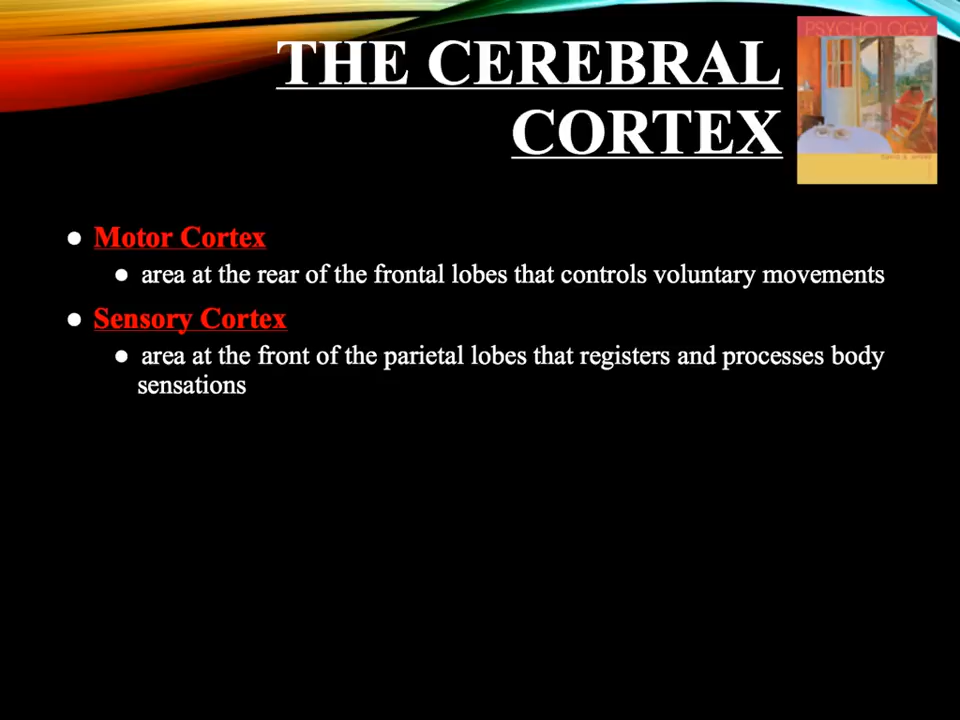 THE CEREBRAL
CORTEX
PSYCHOLOGY
● Motor Cortex
● area at the rear of the frontal lobes that controls voluntary movements
● Sensory Cortex
● area at the front of the parietal lobes that registers and processes body
sensations